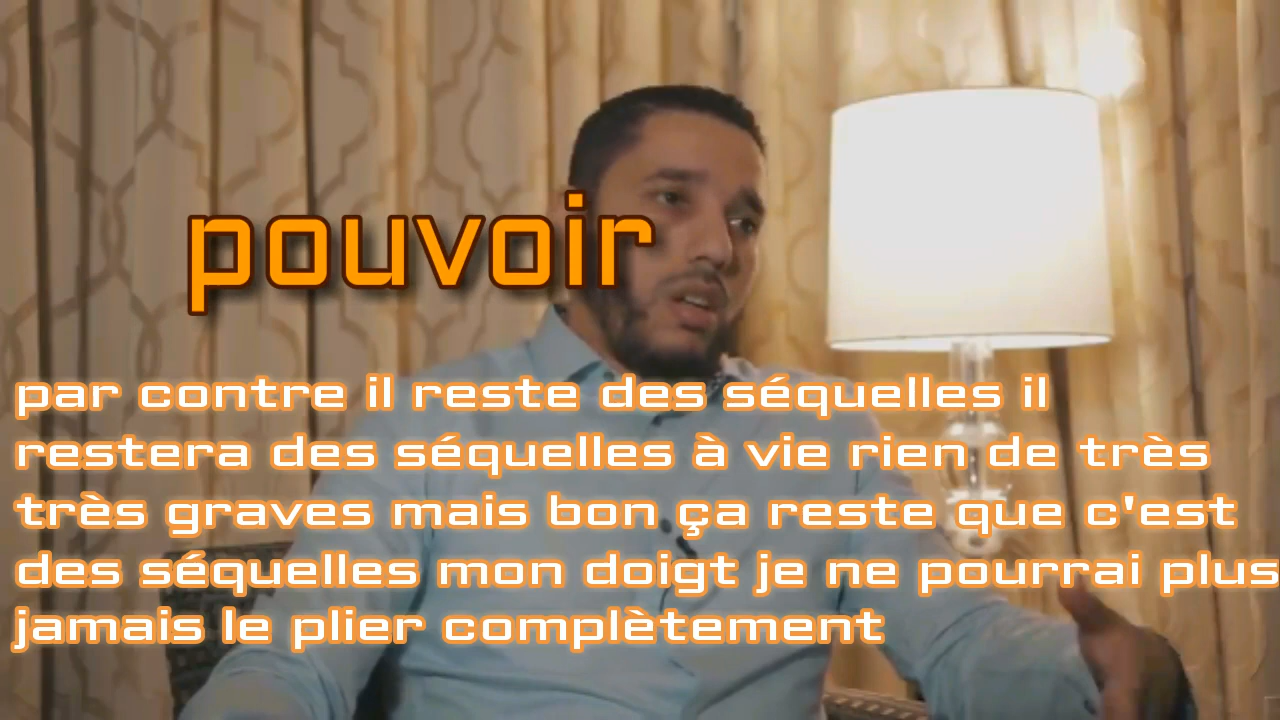 pouvoir
par contre il reste des séquelles il
restera des séquelles à vie rien de très
très graves mais bon ça reste que c'est
des séquelles mon doigt je ne pourrai plus
jamais le plier complètement